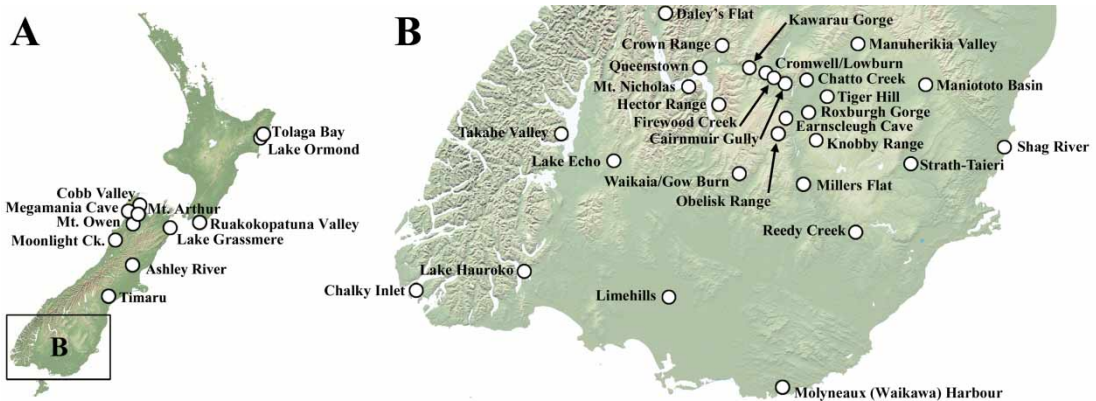 A
Tolaga Bay
Lake Ormond
Cobb Valley
Megamania Cave
Mt. Arthur
Mt. Owen
Ruakokopatuna Valley
Moonlight Ck.
Lake Grassmere
Ashley River
Timaru
B
B
Daley's Flat
Kawarau Gorge
Crown Range
Manuherikia Valley
Queenstown
Cromwell/Lowburn
Mt. Nicholas
Chatto Creek
Maniototo Basin
Hector Range
Tiger Hill
Firewood Creek
Roxburgh Gorge
Takahe Valley
Cairnmuir Gully
Earnscleugh Cave
Knobby Range
Shag River
Lake Echo
Strath-Taieri
Waikaia/Gow Burn
Millers Flat
Obelisk Range
Reedy Creek
Lake Hauroko
Chalky Inlet
Limehills
Molyneaux (Waikawa) Harbour